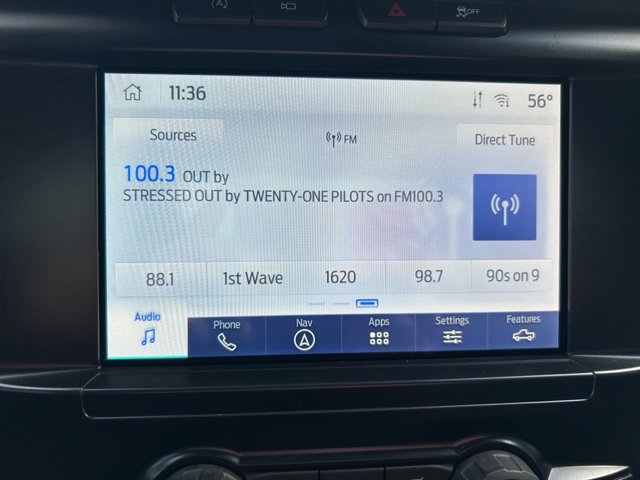 OFF
11:36
56°
Sources
FM
Direct Tune
100.3 OUT by
STRESSED OUT by TWENTY-ONE PILOTS on FM100.3
88.1
1st Wave
1620
98.7
90s on 9
Audio
Phone
Nav
Apps
Settings
Features